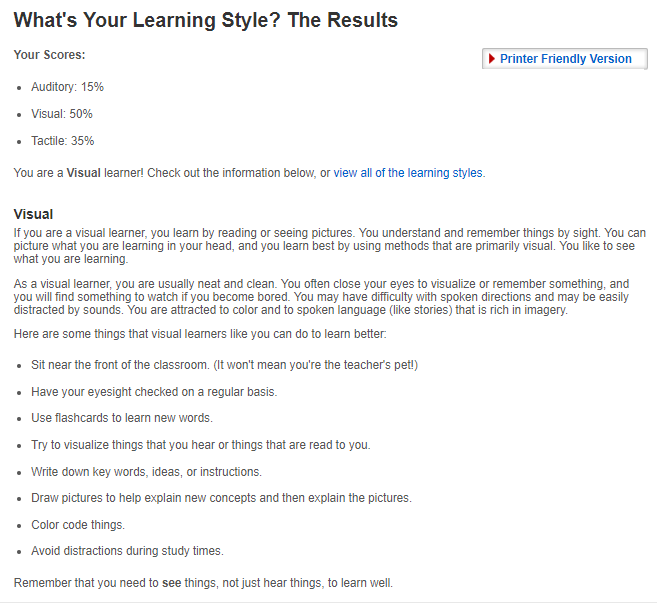 What's Your Learning Style? The Results
Your Scores:
Printer Friendly Version
Auditory: 15%
Visual: 50%
Tactile: 35%
You are a Visual learner! Check out the information below, or view all of the learning styles.
Visual
If you are a visual learner, you learn by reading or seeing pictures. You understand and remember things by sight. You can
picture what you are learning in your head, and you learn best by using methods that are primarily visual. You like to see
what you are learning.
As a visual learner, you are usually neat and clean. You often close your eyes to visualize or remember something, and
you will find something to watch if you become bored. You may have difficulty with spoken directions and may be easily
distracted by sounds. You are attracted to color and to spoken language (like stories) that is rich in imagery.
Here are some things that visual learners like you can do to learn better:
Sit near the front of the classroom. (It won't mean you're the teacher's pet!)
Have your eyesight checked on a regular basis.
Use flashcards to learn new words.
Try to visualize things that you hear or things that are read to you.
Write down key words, ideas, or instructions.
Draw pictures to help explain new concepts and then explain the pictures.
Color code things.
Avoid distractions during study times.
Remember that you need to see things, not just hear things, to learn well.